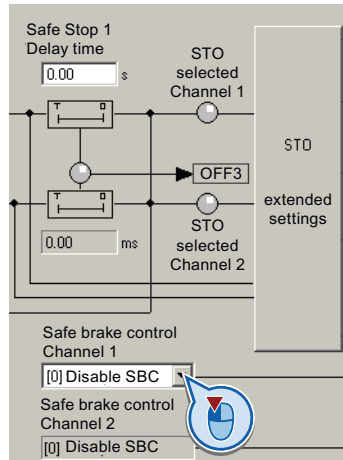 Safe Stop 1
Delay time
0.00 s
STO
selected
Channel 1
T 0
STO
OFF3
extended
settings
T 0
STO
selected
Channel 2
0.00 ms
Safe brake control
Channel 1
[0] Disable SBC
Safe brake control
Channel 2
[0] Disable SBC